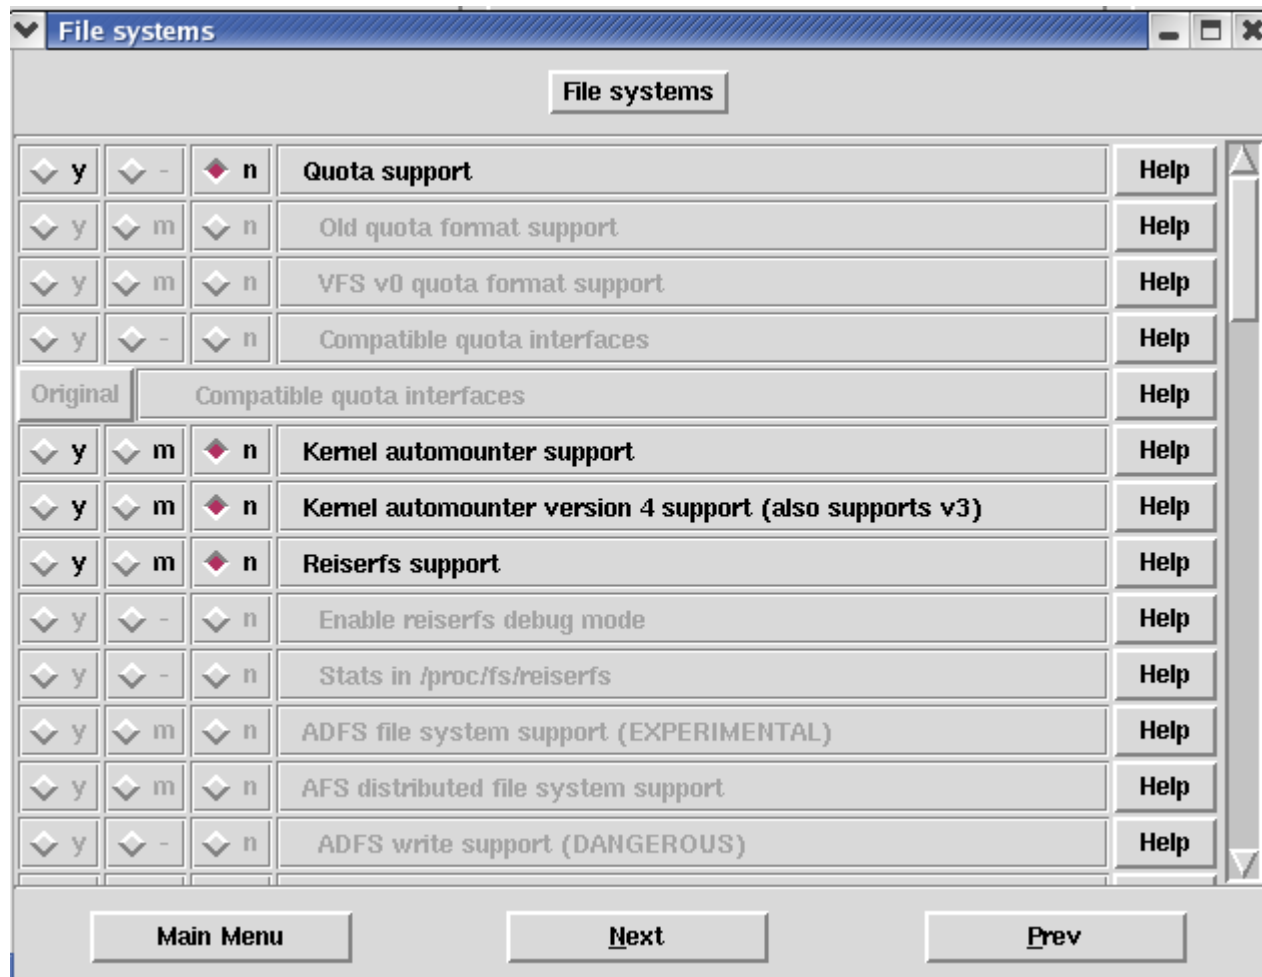 File systems
File systems
y - n Quota support Help
y m n Old quota format support Help
y m n VFS v0 quota format support Help
y - n Compatible quota interfaces Help
Original Compatible quota interfaces Help
y m n Kernel automounter support Help
y m n Kernel automounter version 4 support (also supports v3) Help
y m n Reiserfs support Help
y - n Enable reiserfs debug mode Help
y - n Stats in /proc/fs/reiserfs Help
y m n ADFS file system support (EXPERIMENTAL) Help
y m n AFS distributed file system support Help
y - n ADFS write support (DANGEROUS) Help
Main Menu Next Prev